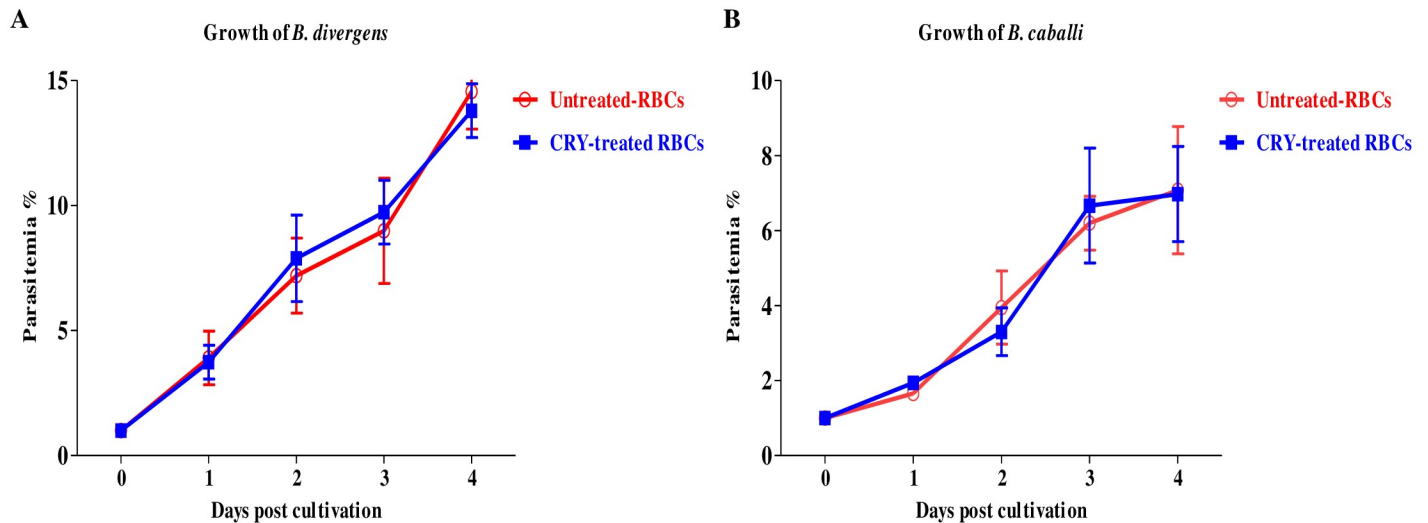 A
Growth of B. divergens
15
10
5
0
Parasitemia %
0 1 2 3 4
Days post cultivation
Untreated-RBCs
CRY-treated RBCs
B
Growth of B. caballi
10
8
6
4
2
0
Parasitemia %
0 1 2 3 4
Days post cultivation
Untreated-RBCs
CRY-treated RBCs